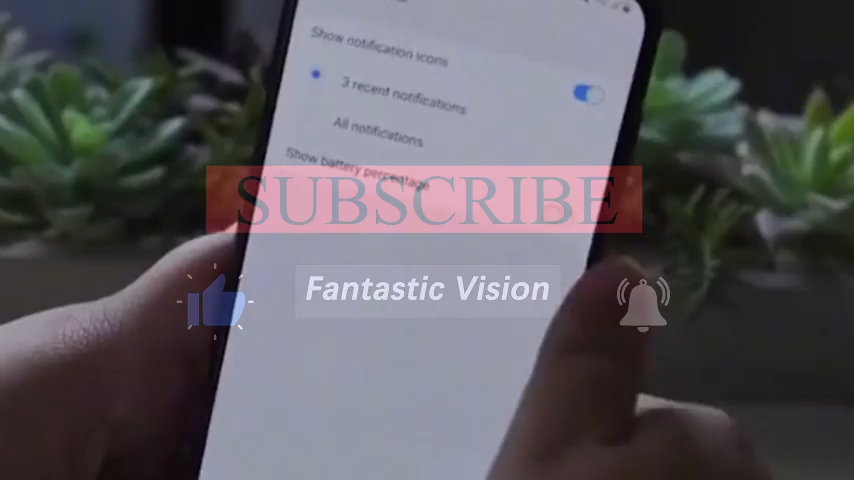 Show notification icons
3 recent notifications
All notifications
Show battery percentage
SUBSCRIBE
Fantastic Vision